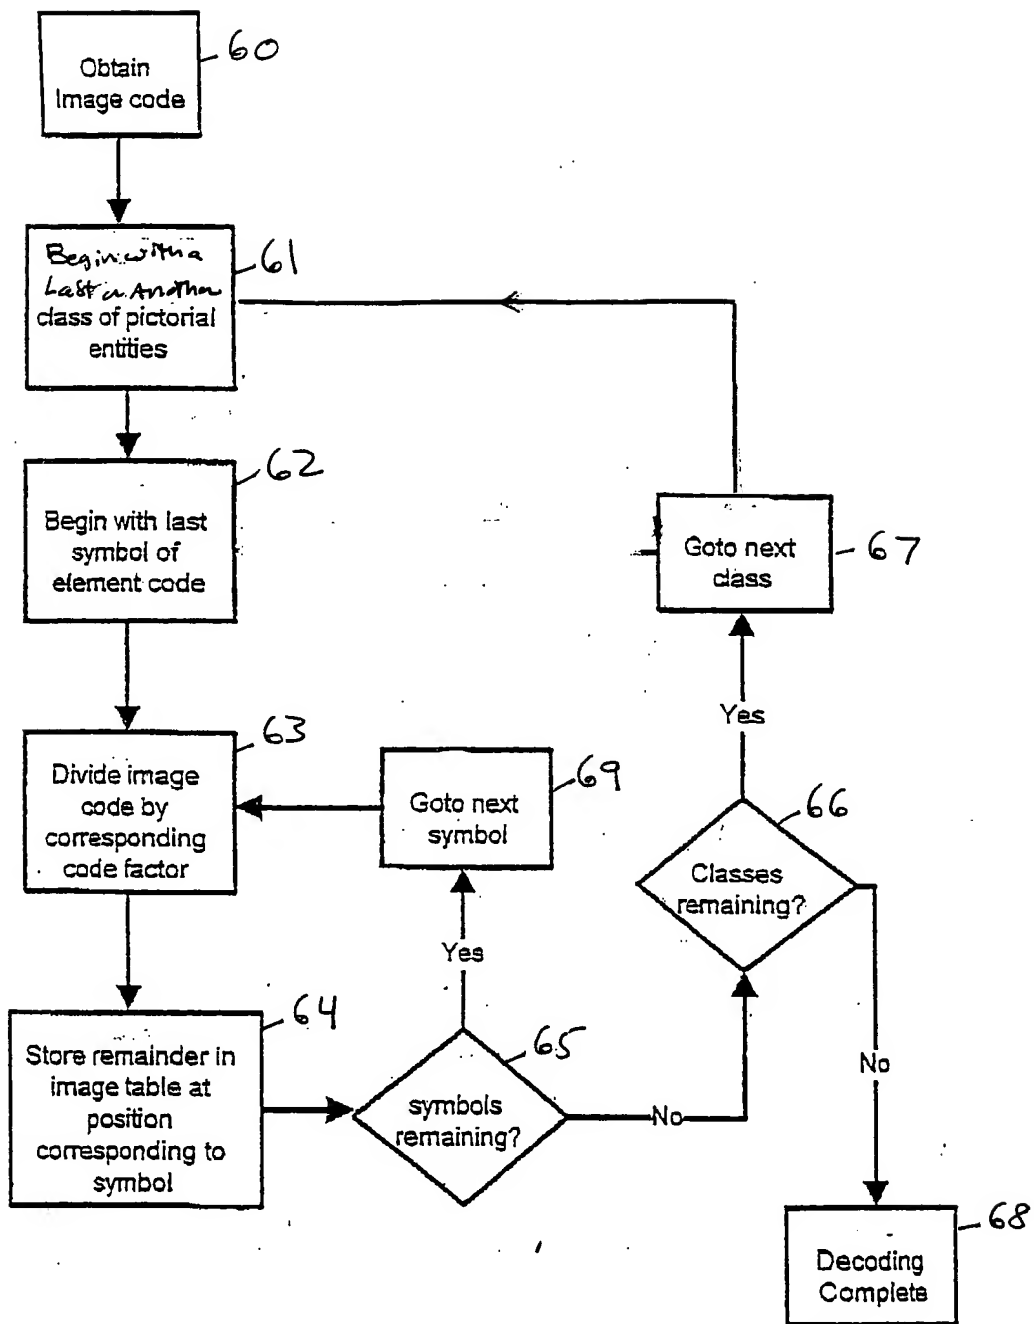 Obtain
Image code
60
Begin with a
Last or Another
class of pictorial
entities
61
Begin with last
symbol of
element code
62
Divide image
code by
corresponding
code factor
63
Goto next
symbol
69
Store remainder in
image table at
position
corresponding to
symbol
64
symbols
remaining?
65
Yes
No
Classes
remaining?
66
Yes
No
Goto next
class
67
Decoding
Complete
68